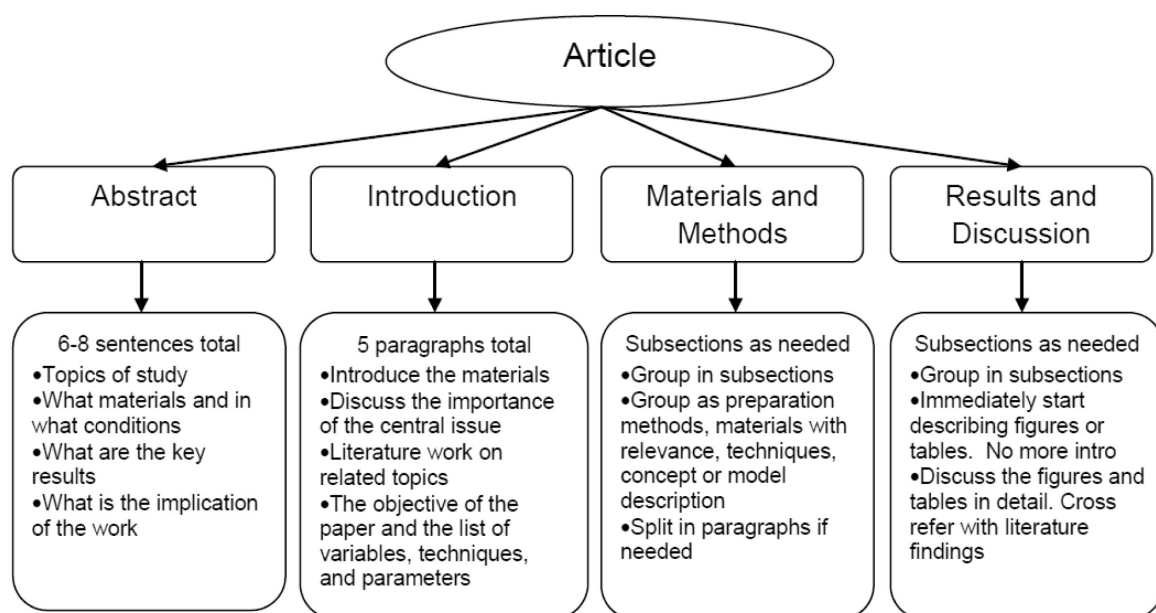 Article
Abstract
Introduction
Materials and
Methods
Results and
Discussion
6-8 sentences total
•Topics of study
•What materials and in
what conditions
•What are the key
results
•What is the implication
of the work
5 paragraphs total
•Introduce the materials
•Discuss the importance
of the central issue
•Literature work on
related topics
•The objective of the
paper and the list of
variables, techniques,
and parameters
Subsections as needed
•Group in subsections
•Group as preparation
methods, materials with
relevance, techniques,
concept or model
description
•Split in paragraphs if
needed
Subsections as needed
•Group in subsections
•Immediately start
describing figures or
tables.  No more intro
•Discuss the figures and
tables in detail. Cross
refer with literature
findings